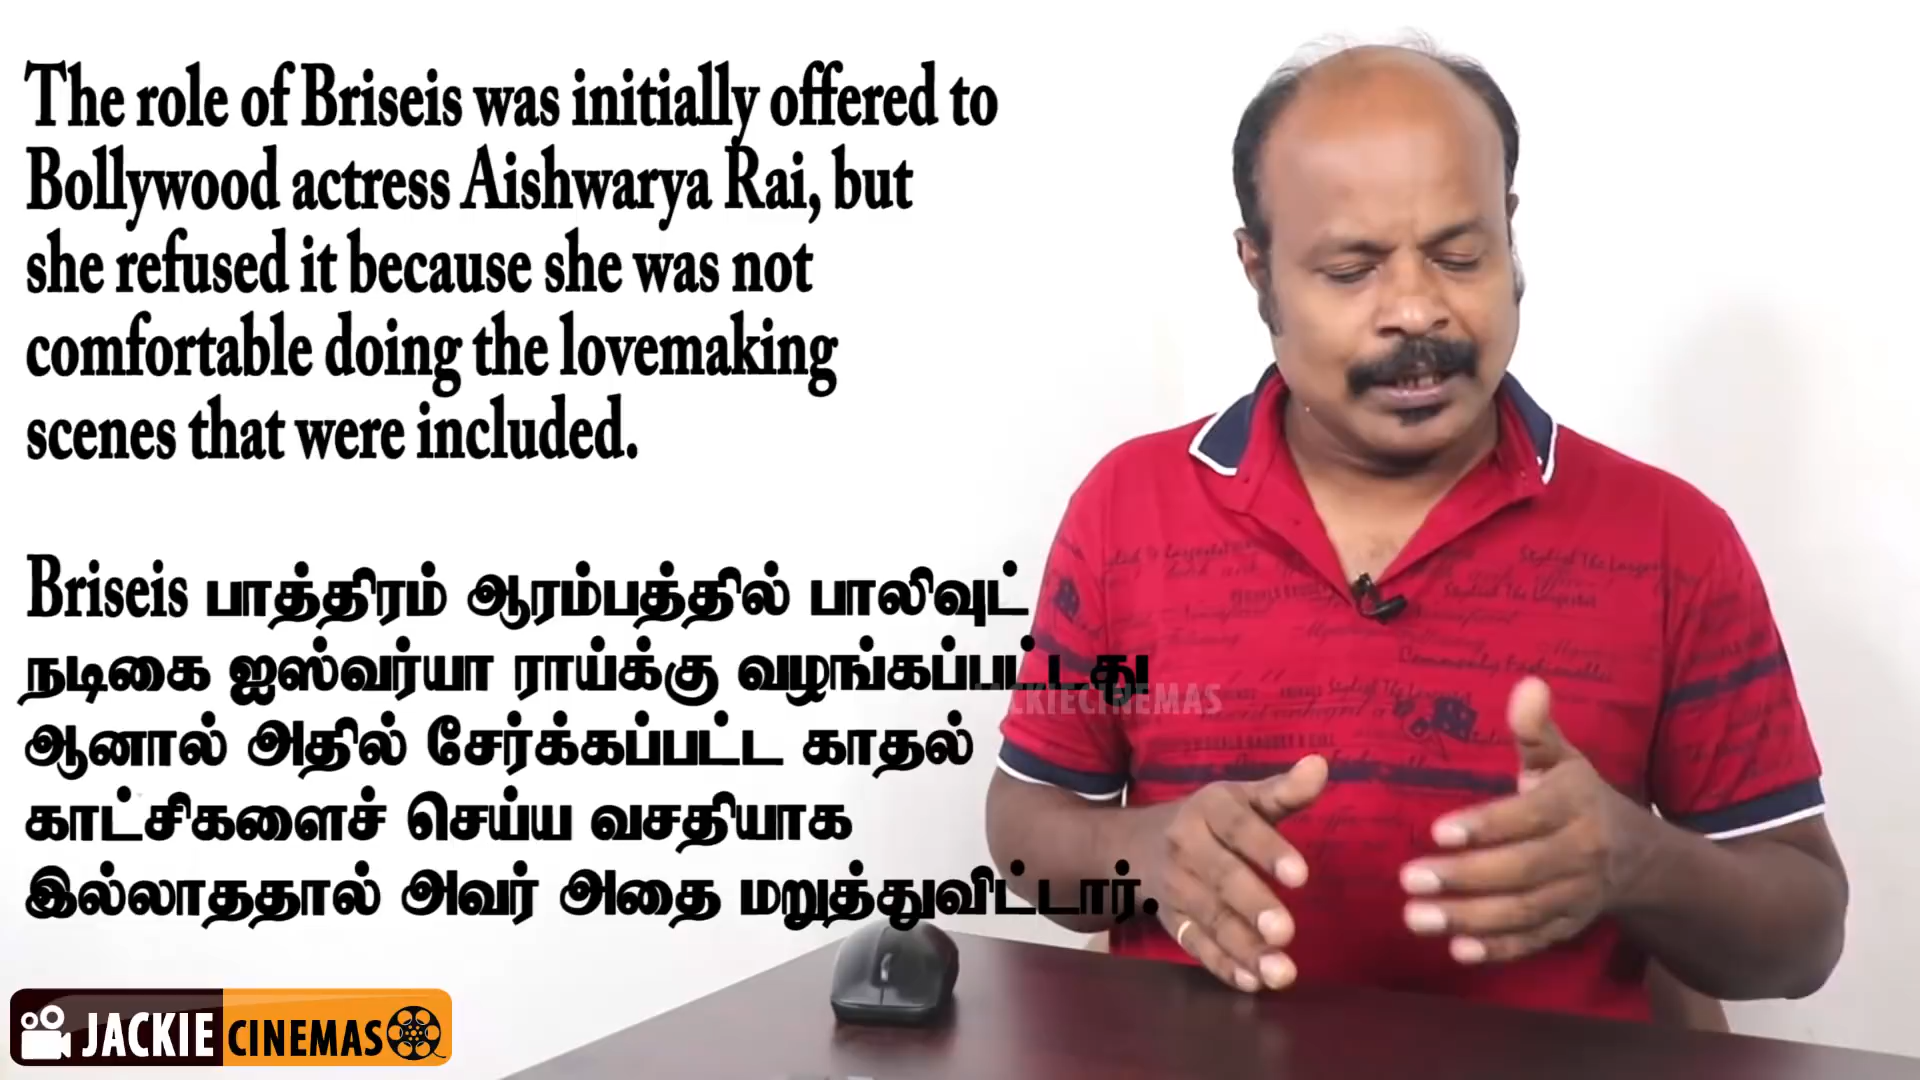 The role of Briseis was initially offered to
Bollywood actress Aishwarya Rai, but
she refused it because she was not
comfortable doing the lovemaking
scenes that were included.
Briseis பாத்திரம் ஆரம்பத்தில் பாலிவுட்
நடிகை ஐஸ்வர்யா ராய்க்கு வழங்கப்பட்டது
ஆனால் அதில் சேர்க்கப்பட்ட காதல்
காட்சிகளைச் செய்ய வசதியாக
இல்லாததால் அவர் அதை மறுத்துவிட்டார்.
JACKIECINEMAS
JACKIE CINEMAS